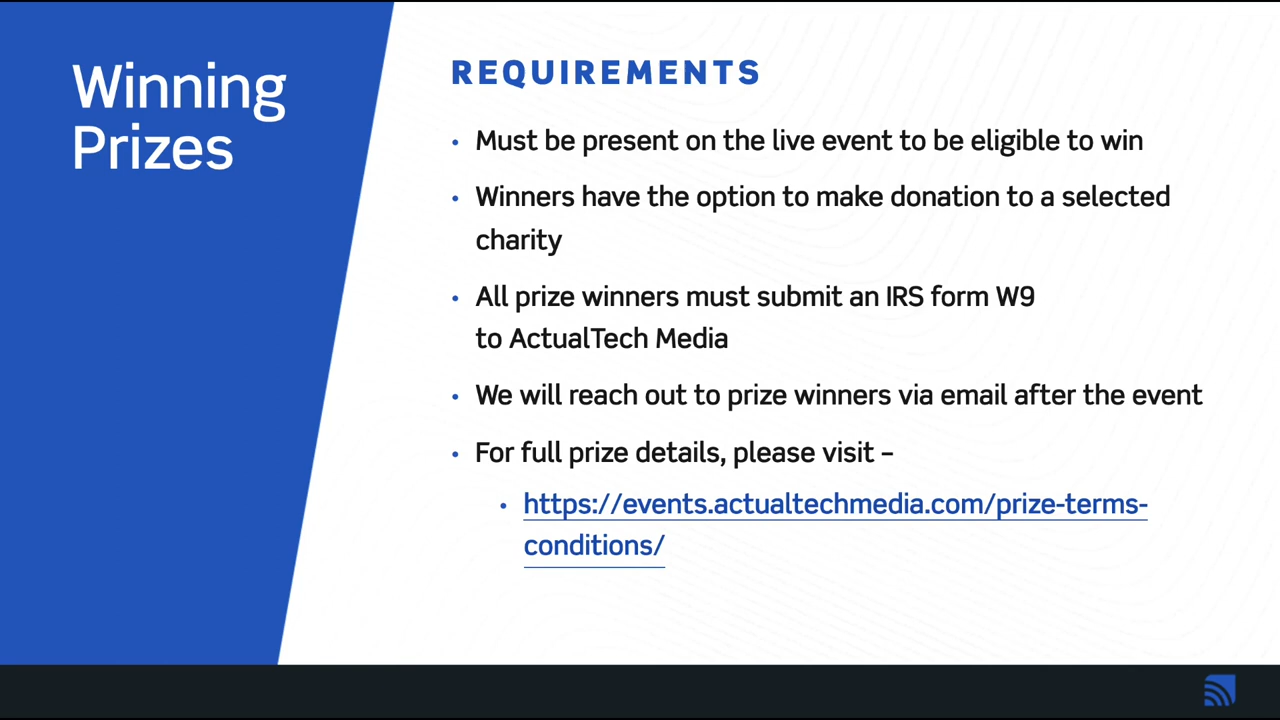 Winning
Prizes
REQUIREMENTS
• Must be present on the live event to be eligible to win
• Winners have the option to make donation to a selected
charity
• All prize winners must submit an IRS form W9
to ActualTech Media
• We will reach out to prize winners via email after the event
• For full prize details, please visit –
• https://events.actualtechmedia.com/prize-terms-
conditions/